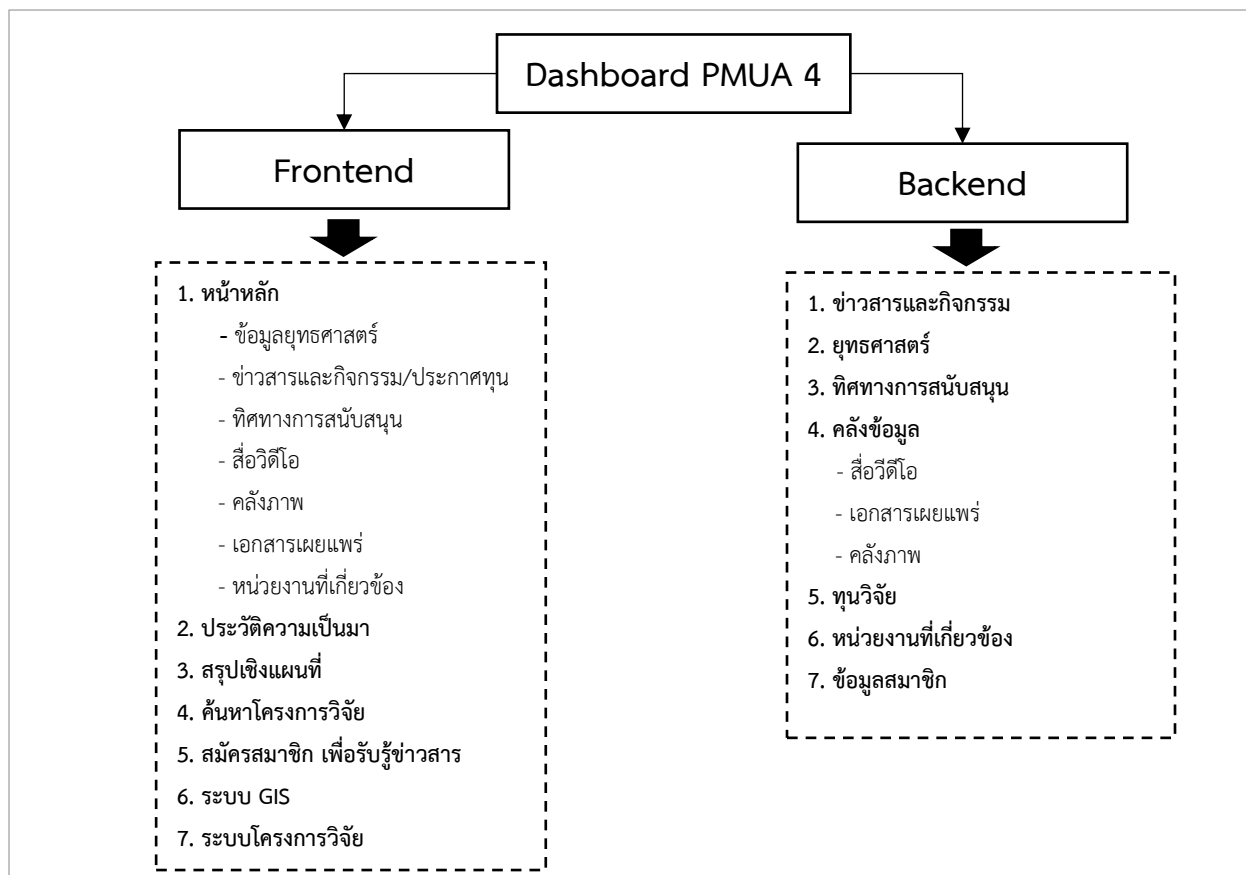 Dashboard PMUA 4
Frontend
1. หน้าหลัก
- ข้อมูลยุทธศาสตร์
- ข่าวสารและกิจกรรม/ประกาศทุน
- ทิศทางการสนับสนุน
- สื่อวิดีโอ
- คลังภาพ
- เอกสารเผยแพร่
- หน่วยงานที่เกี่ยวข้อง
2. ประวัติความเป็นมา
3. สรุปเชิงแผนที่
4. ค้นหาโครงการวิจัย
5. สมัครสมาชิก เพื่อรับรู้ข่าวสาร
6. ระบบ GIS
7. ระบบโครงการวิจัย
Backend
1. ข่าวสารและกิจกรรม
2. ยุทธศาสตร์
3. ทิศทางการสนับสนุน
4. คลังข้อมูล
- สื่อวีดีโอ
- เอกสารเผยแพร่
- คลังภาพ
5. ทุนวิจัย
6. หน่วยงานที่เกี่ยวข้อง
7. ข้อมูลสมาชิก